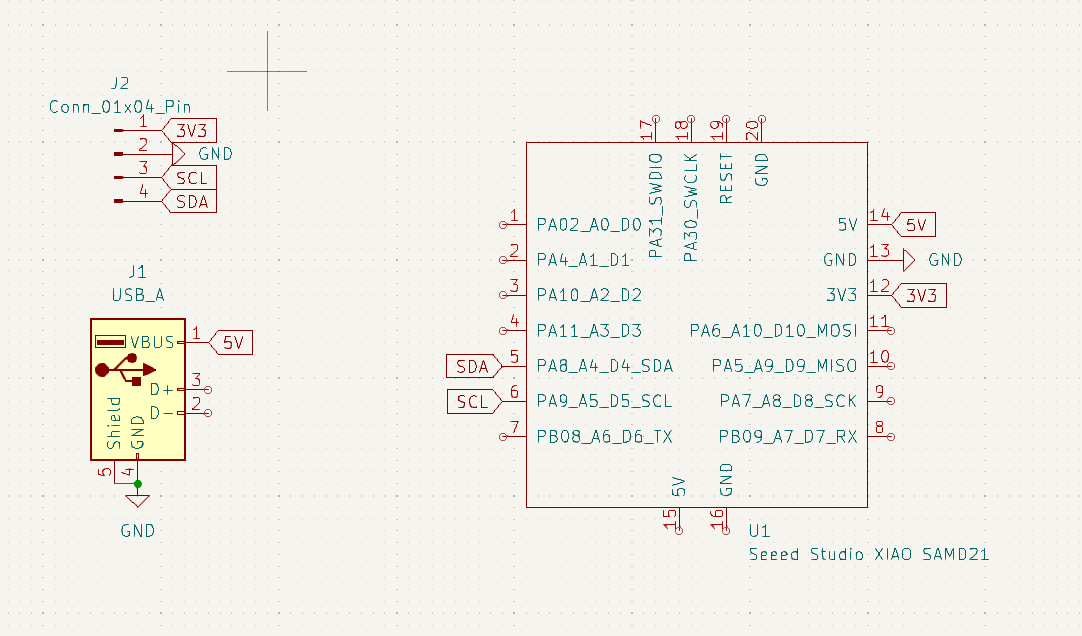 J2
Conn_01x04_Pin
1 3V3
2 GND
3 SCL
4 SDA
J1
USB_A
VBUS 1 5V
D+ 3
D- 2
Shield
GND
5
4
GND
17
18
19
20
PA31_SWDIO
PA30_SWCLK
RESET
GND
1 PA02_A0_D0
2 PA4_A1_D1
3 PA10_A2_D2
4 PA11_A3_D3
SDA 5 PA8_A4_D4_SDA
SCL 6 PA9_A5_D5_SCL
7 PB08_A6_D6_TX
5V 14 5V
GND 13 GND
3V3 12 3V3
PA6_A10_D10_MOSI 11
PA5_A9_D9_MISO 10
PA7_A8_D8_SCK 9
PB09_A7_D7_RX 8
5V
GND
15
16
U1
Seeed Studio XIAO SAMD21